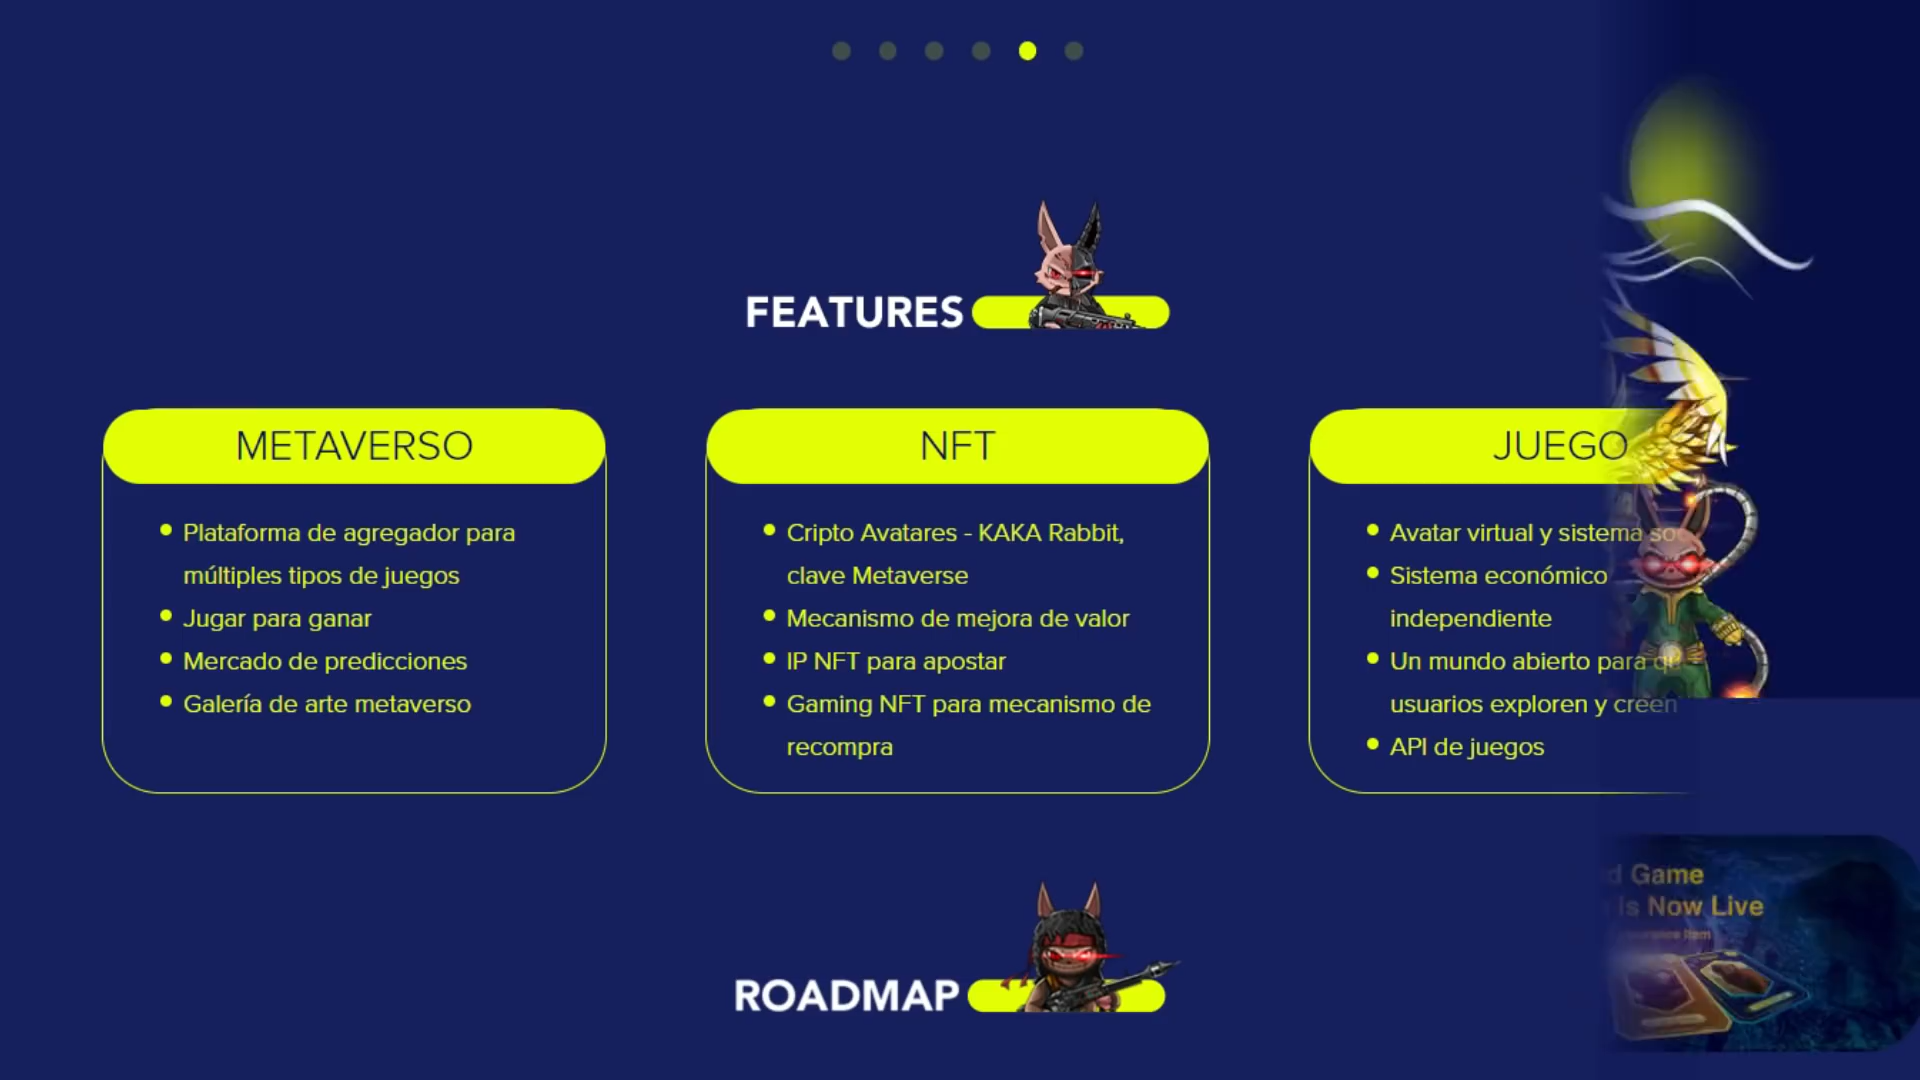 FEATURES
METAVERSO
Plataforma de agregador para
múltiples tipos de juegos
Jugar para ganar
Mercado de predicciones
Galería de arte metaverso
NFT
Cripto Avatares - KAKA Rabbit,
clave Metaverse
Mecanismo de mejora de valor
IP NFT para apostar
Gaming NFT para mecanismo de
recompra
JUEGO
Avatar virtual y sistema
Sistema económico
independiente
Un mundo abierto para
usuarios exploren y creen
API de juegos
Game
Is Now Live
ROADMAP